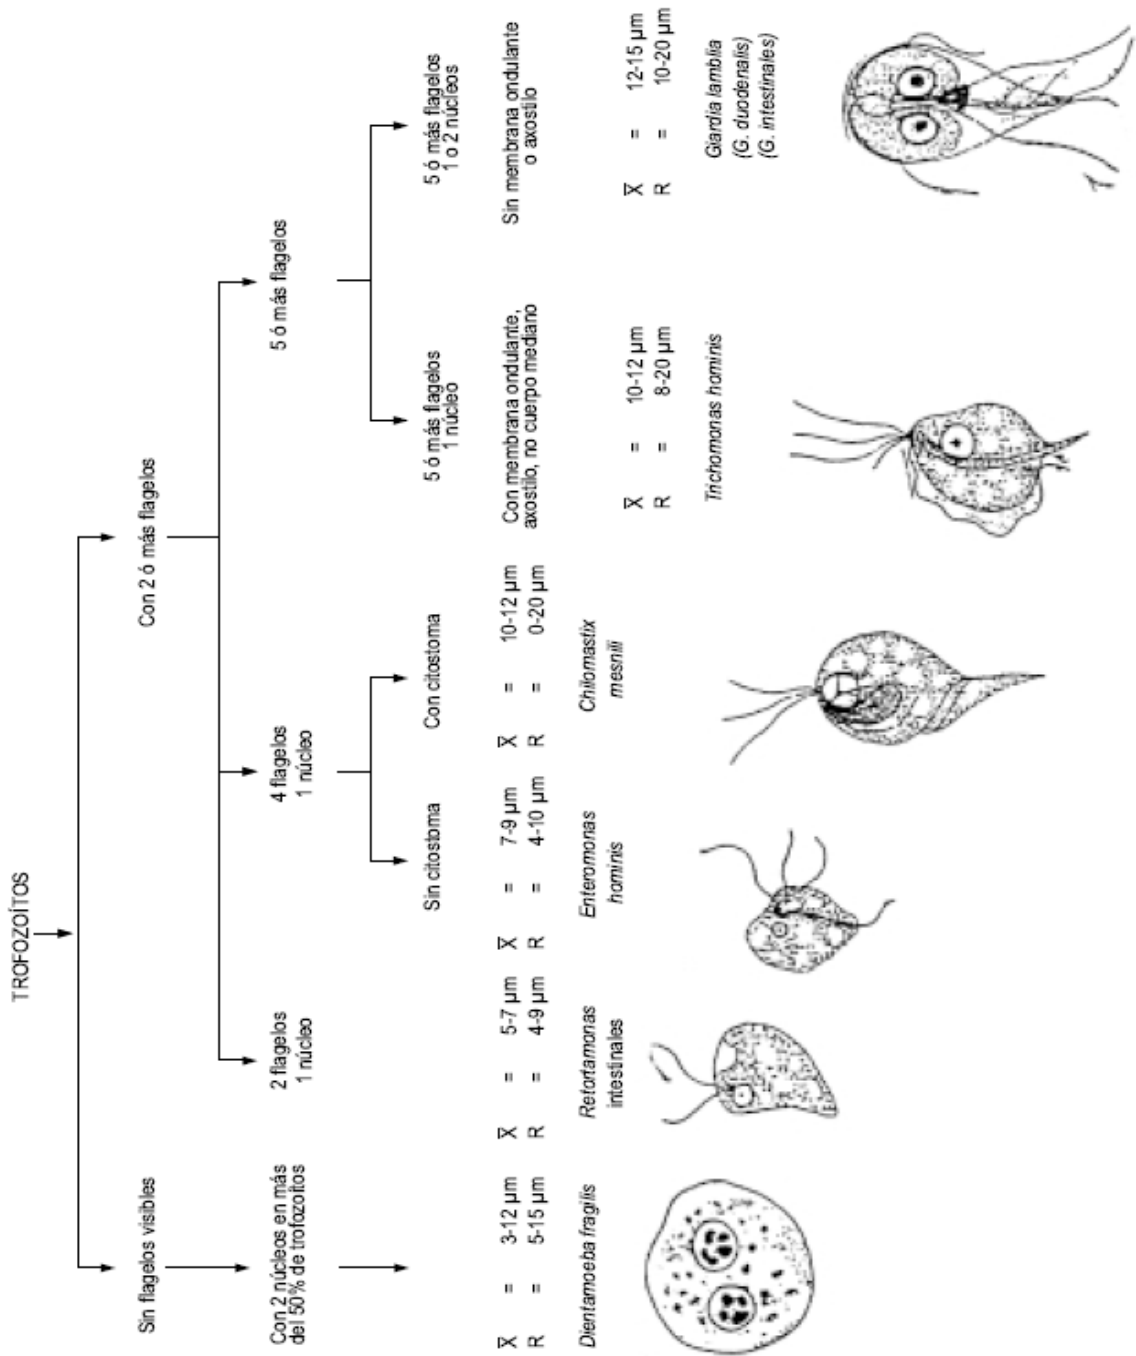 TROFOZOÍTOS
Sin flagelos visibles
Con 2 ó más flagelos
Con 2 núcleos en más
del 50% de trofozoítos
2 flagelos
1 núcleo
4 flagelos
1 núcleo
5 ó más flagelos
Sin citostoma
Con citostoma
5 ó más flagelos
1 núcleo
5 ó más flagelos
1 o 2 núcleos
Con membrana ondulante,
axostilo, no cuerpo mediano
Sin membrana ondulante
o axostilo
X̅ = 3-12 µm
R = 5-15 µm
Dientamoeba fragilis
X̅ = 5-7 µm
R = 4-9 µm
Retortamonas
intestinales
X̅ = 7-9 µm
R = 4-10 µm
Enteromonas
hominis
X̅ = 10-12 µm
R = 0-20 µm
Chilomastix
mesnili
X̅ = 10-12 µm
R = 8-20 µm
Trichomonas hominis
X̅ = 12-15 µm
R = 10-20 µm
Giardia lamblia
(G. duodenalis)
(G. intestinales)